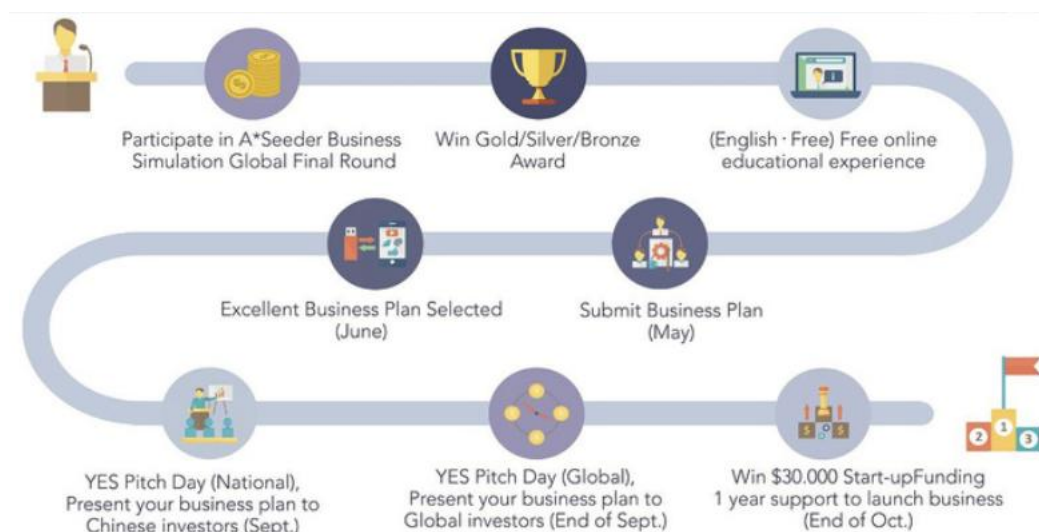 Participate in A*Seeder Business
Simulation Global Final Round
Win Gold/Silver/Bronze
Award
(English · Free) Free online
educational experience
Submit Business Plan
(May)
Excellent Business Plan Selected
(June)
YES Pitch Day (National),
Present your business plan to
Chinese investors (Sept.)
YES Pitch Day (Global),
Present your business plan to
Global investors (End of Sept.)
Win $30.000 Start-upFunding
1 year support to launch business
(End of Oct.)
2 1 3